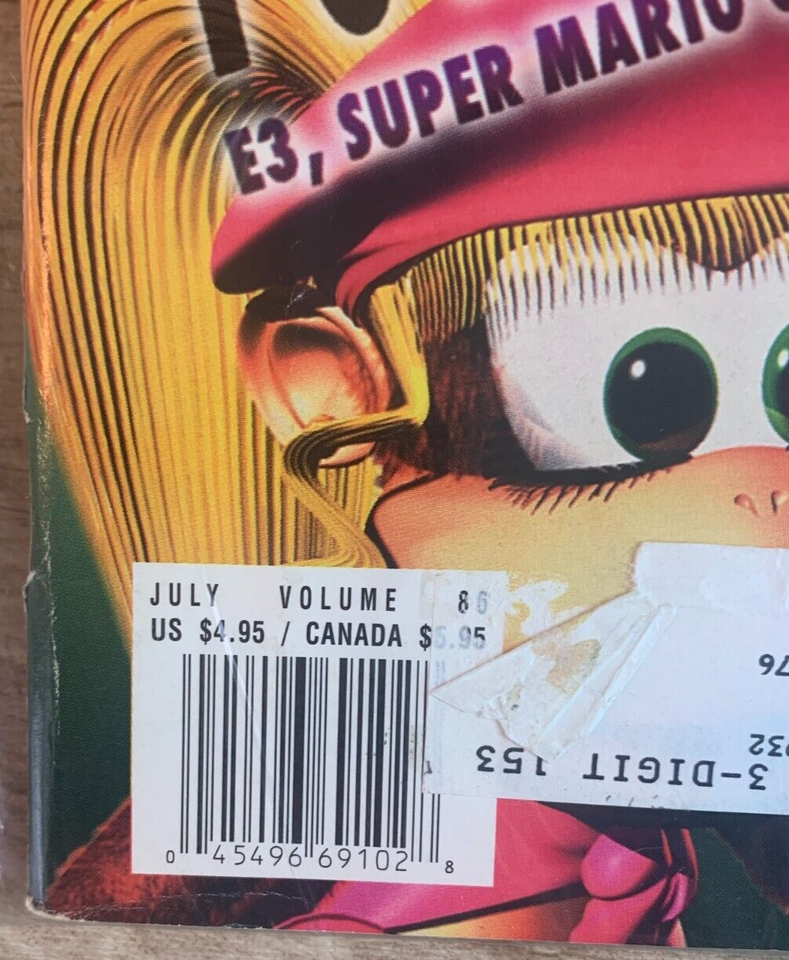 E3, SUPER MARIO
JULY VOLUME 86
US $4.95 / CANADA $5.95
0 45496 69102 8
76
932
3-DIGIT 153